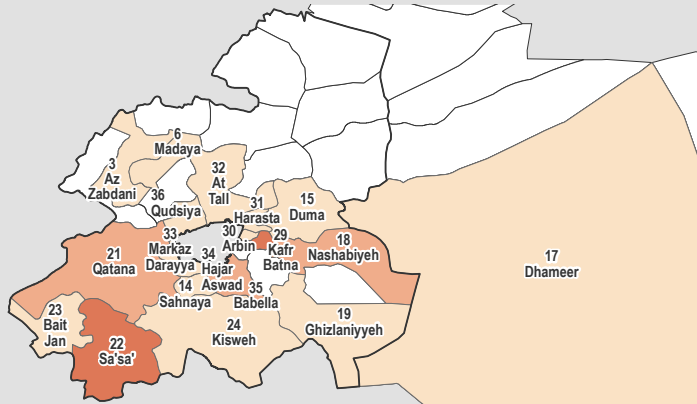 6
Madaya
3
Az
Zabdani
32
At
Tall
36
Qudsiya
31
Harasta
15
Duma
33
Markaz
Darayya
30
Arbin
29
Kafr
Batna
18
Nashabiyeh
21
Qatana
34
Hajar
Aswad
17
Dhameer
14
Sahnaya
35
Babella
23
Bait
Jan
24
Kisweh
19
Ghizlaniyyeh
22
Sa'sa'